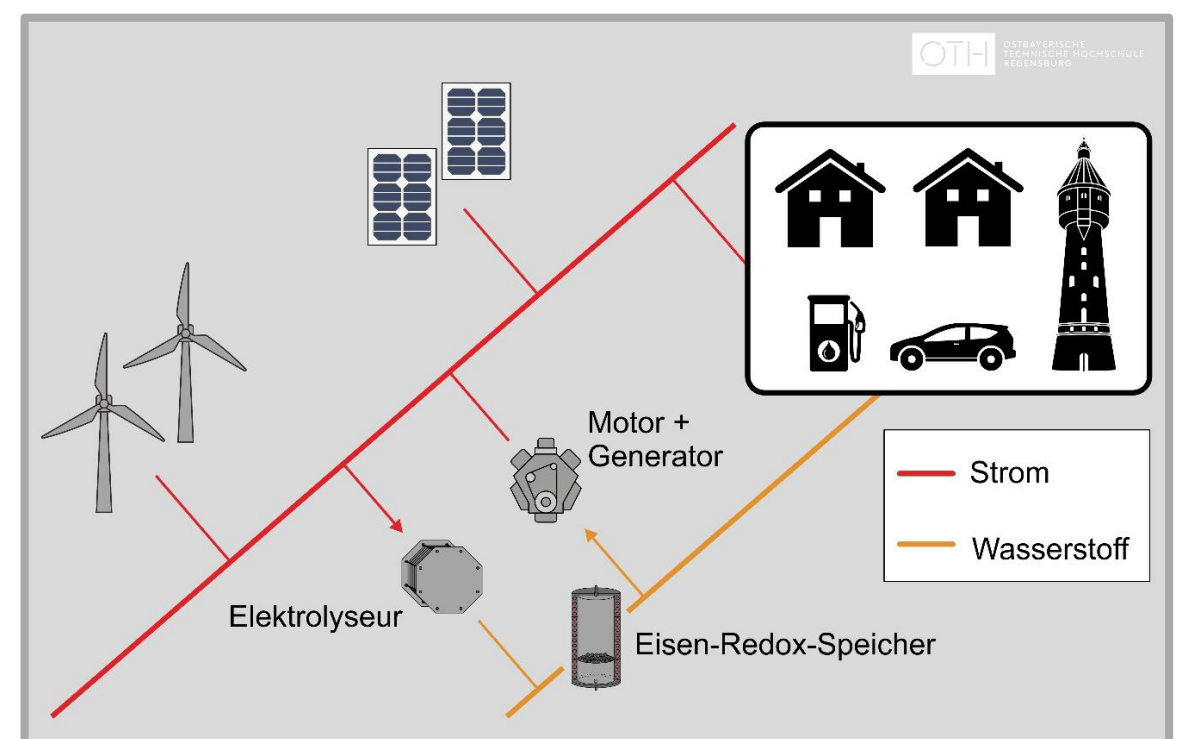 OTH
OSTBAYERISCHE
TECHNISCHE HOCHSCHULE
REGENSBURG
Motor +
Generator
Strom
Wasserstoff
Elektrolyseur
Eisen-Redox-Speicher